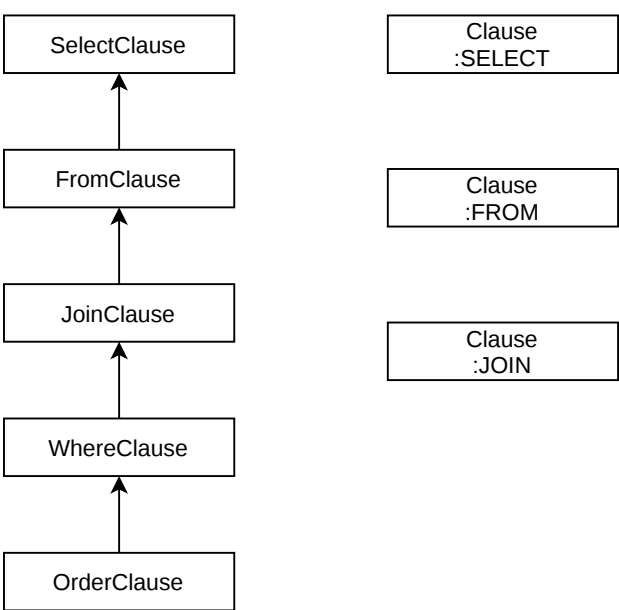 SelectClause
FromClause
JoinClause
WhereClause
OrderClause
Clause
:SELECT
Clause
:FROM
Clause
:JOIN